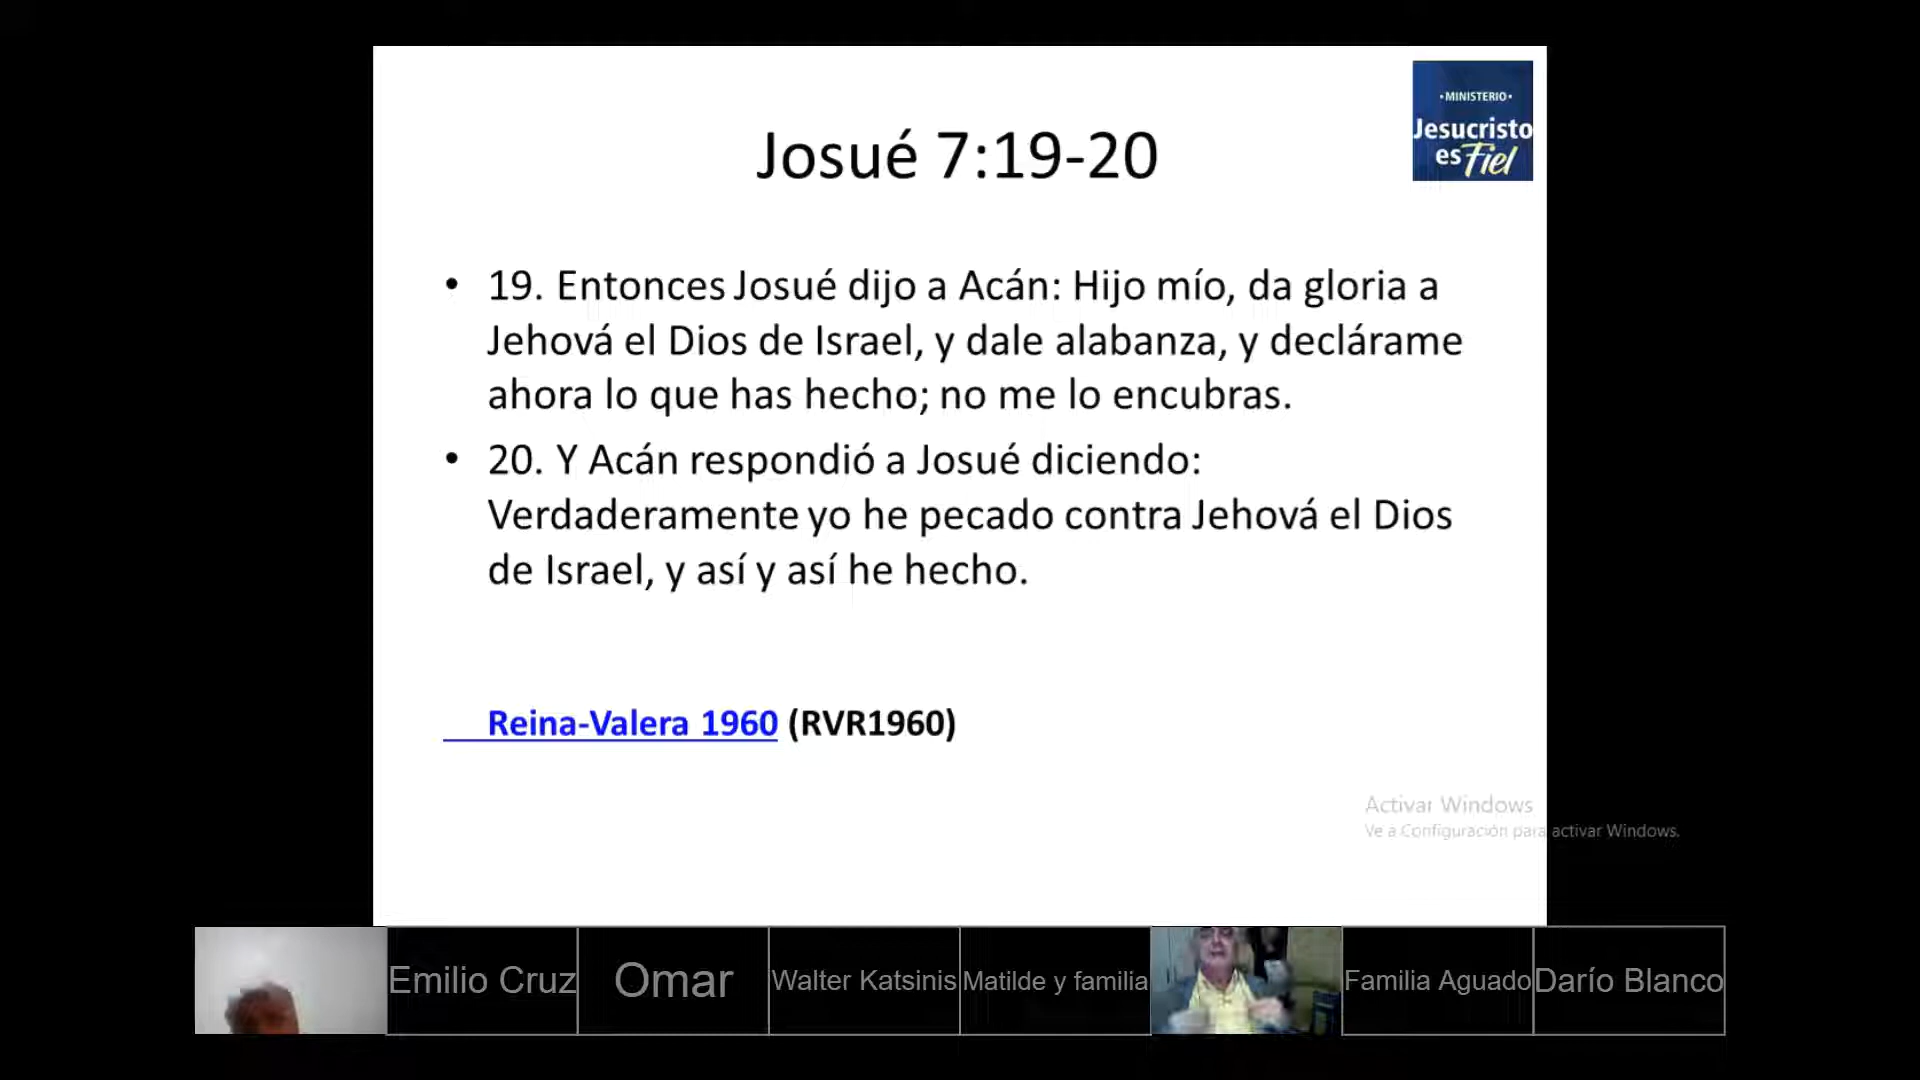 •MINISTERIO•
Jesucristo
es Fiel
Josué 7:19-20
• 19. Entonces Josué dijo a Acán: Hijo mío, da gloria a
Jehová el Dios de Israel, y dale alabanza, y declárame
ahora lo que has hecho; no me lo encubras.
• 20. Y Acán respondió a Josué diciendo:
Verdaderamente yo he pecado contra Jehová el Dios
de Israel, y así y así he hecho.
Reina-Valera 1960 (RVR1960)
Activar Windows
Ve a Configuración para activar Windows.
Emilio Cruz
Omar
Walter Katsinis
Matilde y familia
Familia Aguado
Darío Blanco